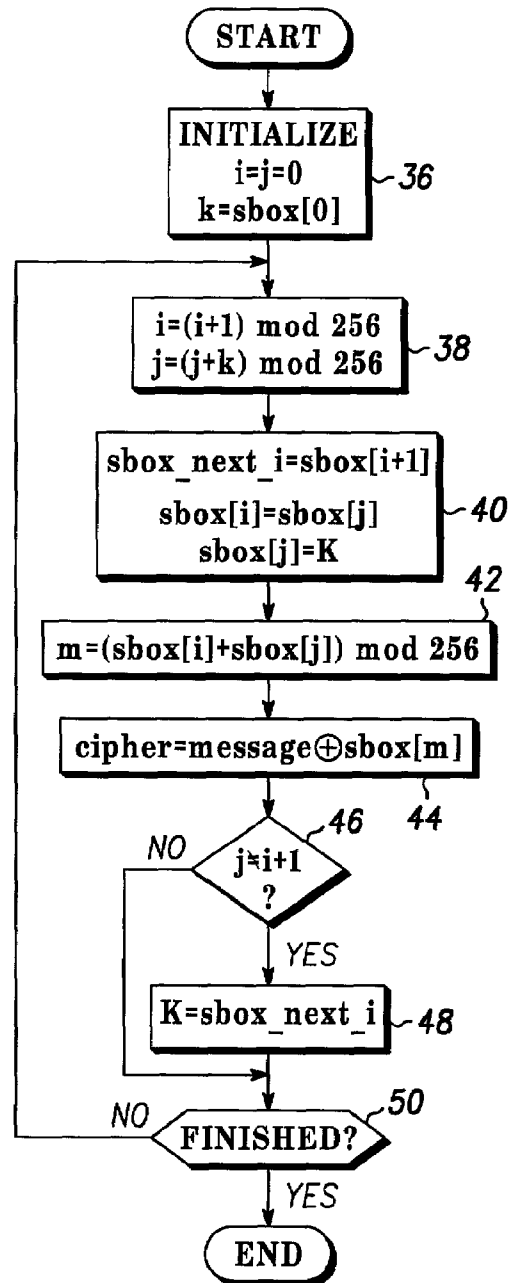 START
INITIALIZE
i=j=0
k=sbox[0]
36
i=(i+1) mod 256
j=(j+k) mod 256
38
sbox_next_i=sbox[i+1]
sbox[i]=sbox[j]
sbox[j]=K
40
42
m=(sbox[i]+sbox[j]) mod 256
cipher=message⊕sbox[m]
44
46
NO
j≠i+1
?
YES
K=sbox_next_i
48
50
NO
FINISHED?
YES
END